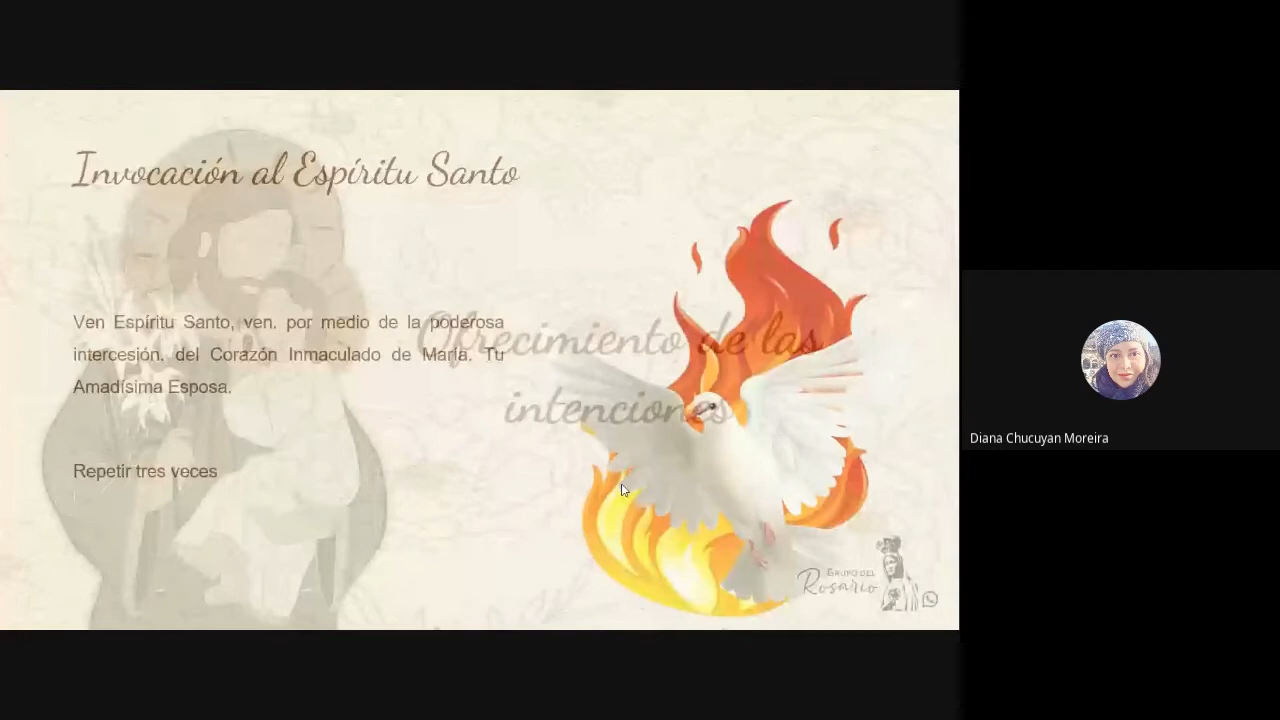 Invocación al Espíritu Santo
Ven Espíritu Santo, ven. por medio de la poderosa
intercesión. del Corazón Inmaculado de María. Tu
Amadísima Esposa.
Repetir tres veces
Ofrecimiento de las
intenciones
GRUPO DEL
Rosario
Diana Chucuyan Moreira